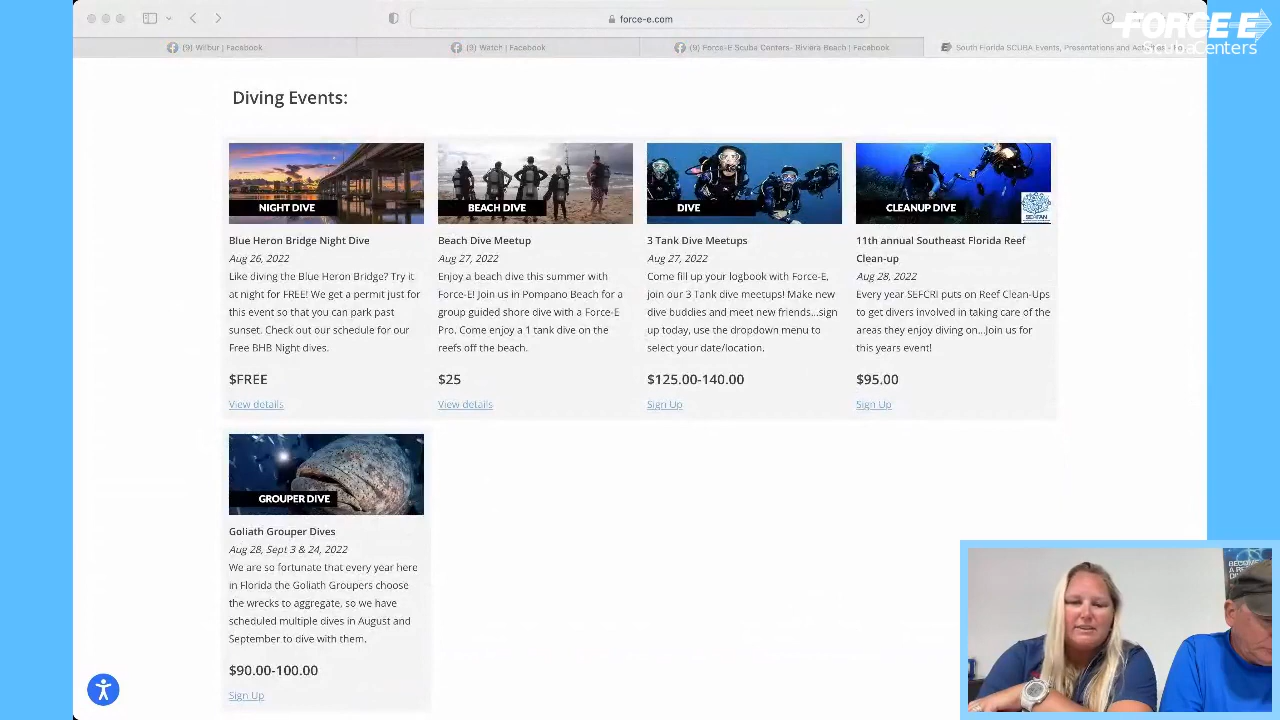 force-e.com
(9) Wilbur | Facebook
(9) Watch | Facebook
(9) Force-E Scuba Centers- Riviera Beach | Facebook
South Florida SCUBA Events, Presentations and
FORCE-E
ScubaCenters
Diving Events:
NIGHT DIVE
Blue Heron Bridge Night Dive
Aug 26, 2022
Like diving the Blue Heron Bridge? Try it
at night for FREE! We get a permit just for
this event so that you can park past
sunset. Check out our schedule for our
Free BHB Night dives.
$FREE
View details
BEACH DIVE
Beach Dive Meetup
Aug 27, 2022
Enjoy a beach dive this summer with
Force-E! Join us in Pompano Beach for a
group guided shore dive with a Force-E
Pro. Come enjoy a 1 tank dive on the
reefs off the beach.
$25
View details
DIVE
3 Tank Dive Meetups
Aug 27, 2022
Come fill up your logbook with Force-E,
join our 3 Tank dive meetups! Make new
dive buddies and meet new friends...sign
up today, use the dropdown menu to
select your date/location.
$125.00-140.00
Sign Up
CLEANUP DIVE
11th annual Southeast Florida Reef
Clean-up
Aug 28, 2022
Every year SEFCRI puts on Reef Clean-Ups
to get divers involved in taking care of the
areas they enjoy diving on...Join us for
this years event!
$95.00
Sign Up
GROUPER DIVE
Goliath Grouper Dives
Aug 28, Sept 3 & 24, 2022
We are so fortunate that every year here
in Florida the Goliath Groupers choose
the wrecks to aggregate, so we have
scheduled multiple dives in August and
September to dive with them.
$90.00-100.00
Sign Up
BECOME